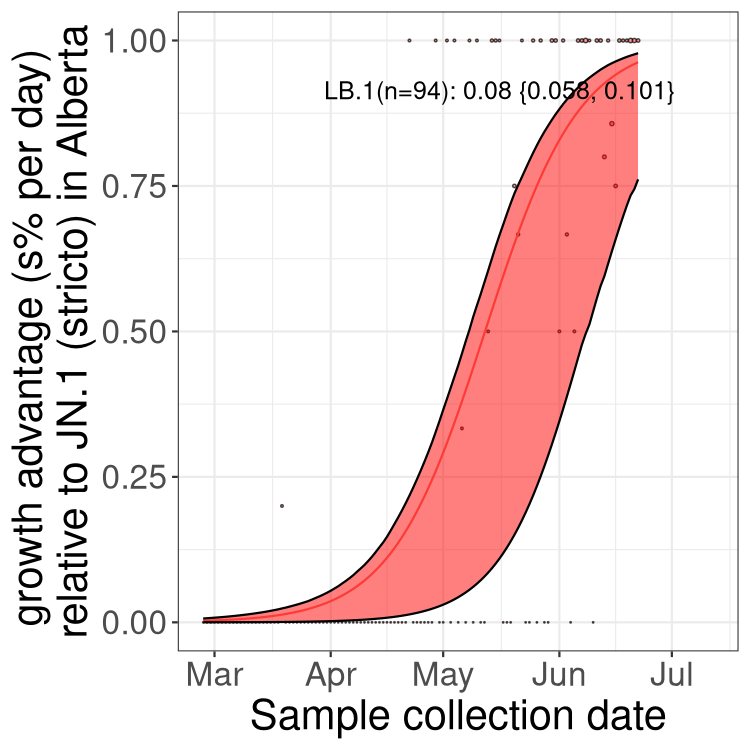 growth advantage (s% per day)
relative to JN.1 (stricto) in Alberta
1.00
0.75
0.50
0.25
0.00
LB.1(n=94): 0.08 {0.058, 0.101}
Mar Apr May Jun Jul
Sample collection date